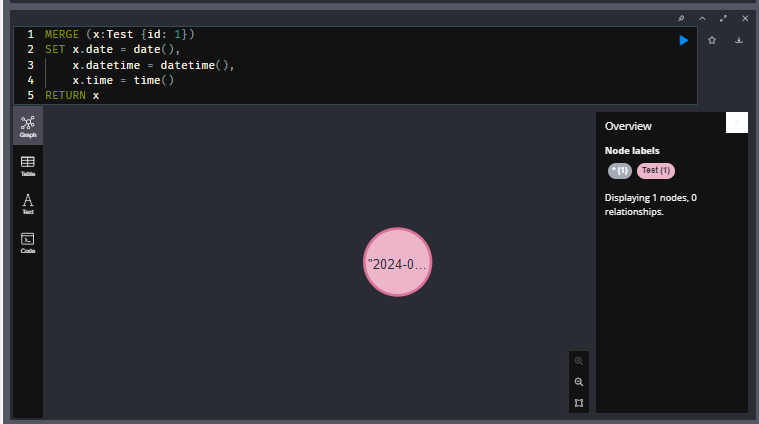 1 MERGE (x:Test {id: 1})
2 SET x.date = date(),
3 x.datetime = datetime(),
4 x.time = time()
5 RETURN x
Graph
Table
Text
Code
"2024-0...
Overview
Node labels
* (1) Test (1)
Displaying 1 nodes, 0
relationships.